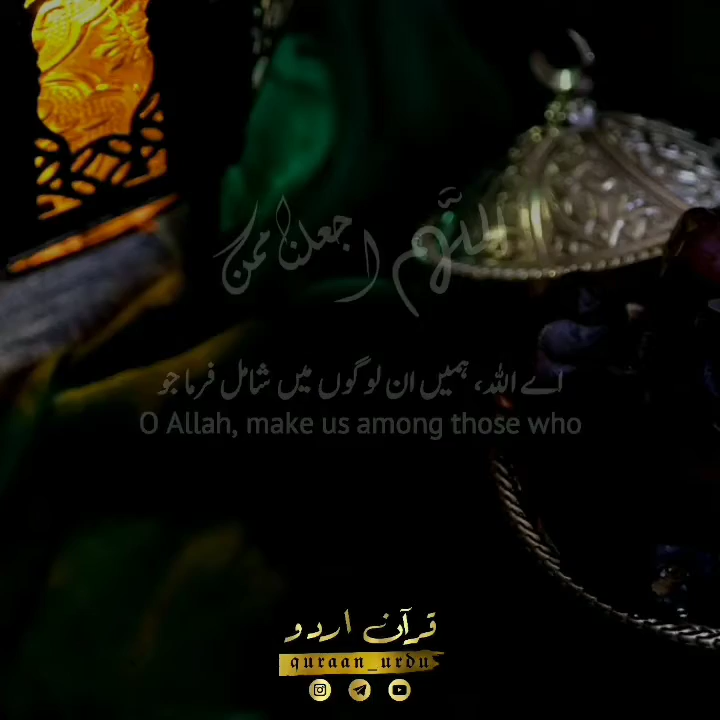 اللّٰهم اجعلنا ممن
اے اللہ، ہمیں ان لوگوں میں شامل فرما جو
O Allah, make us among those who
قرآن اردو
quraan_urdu